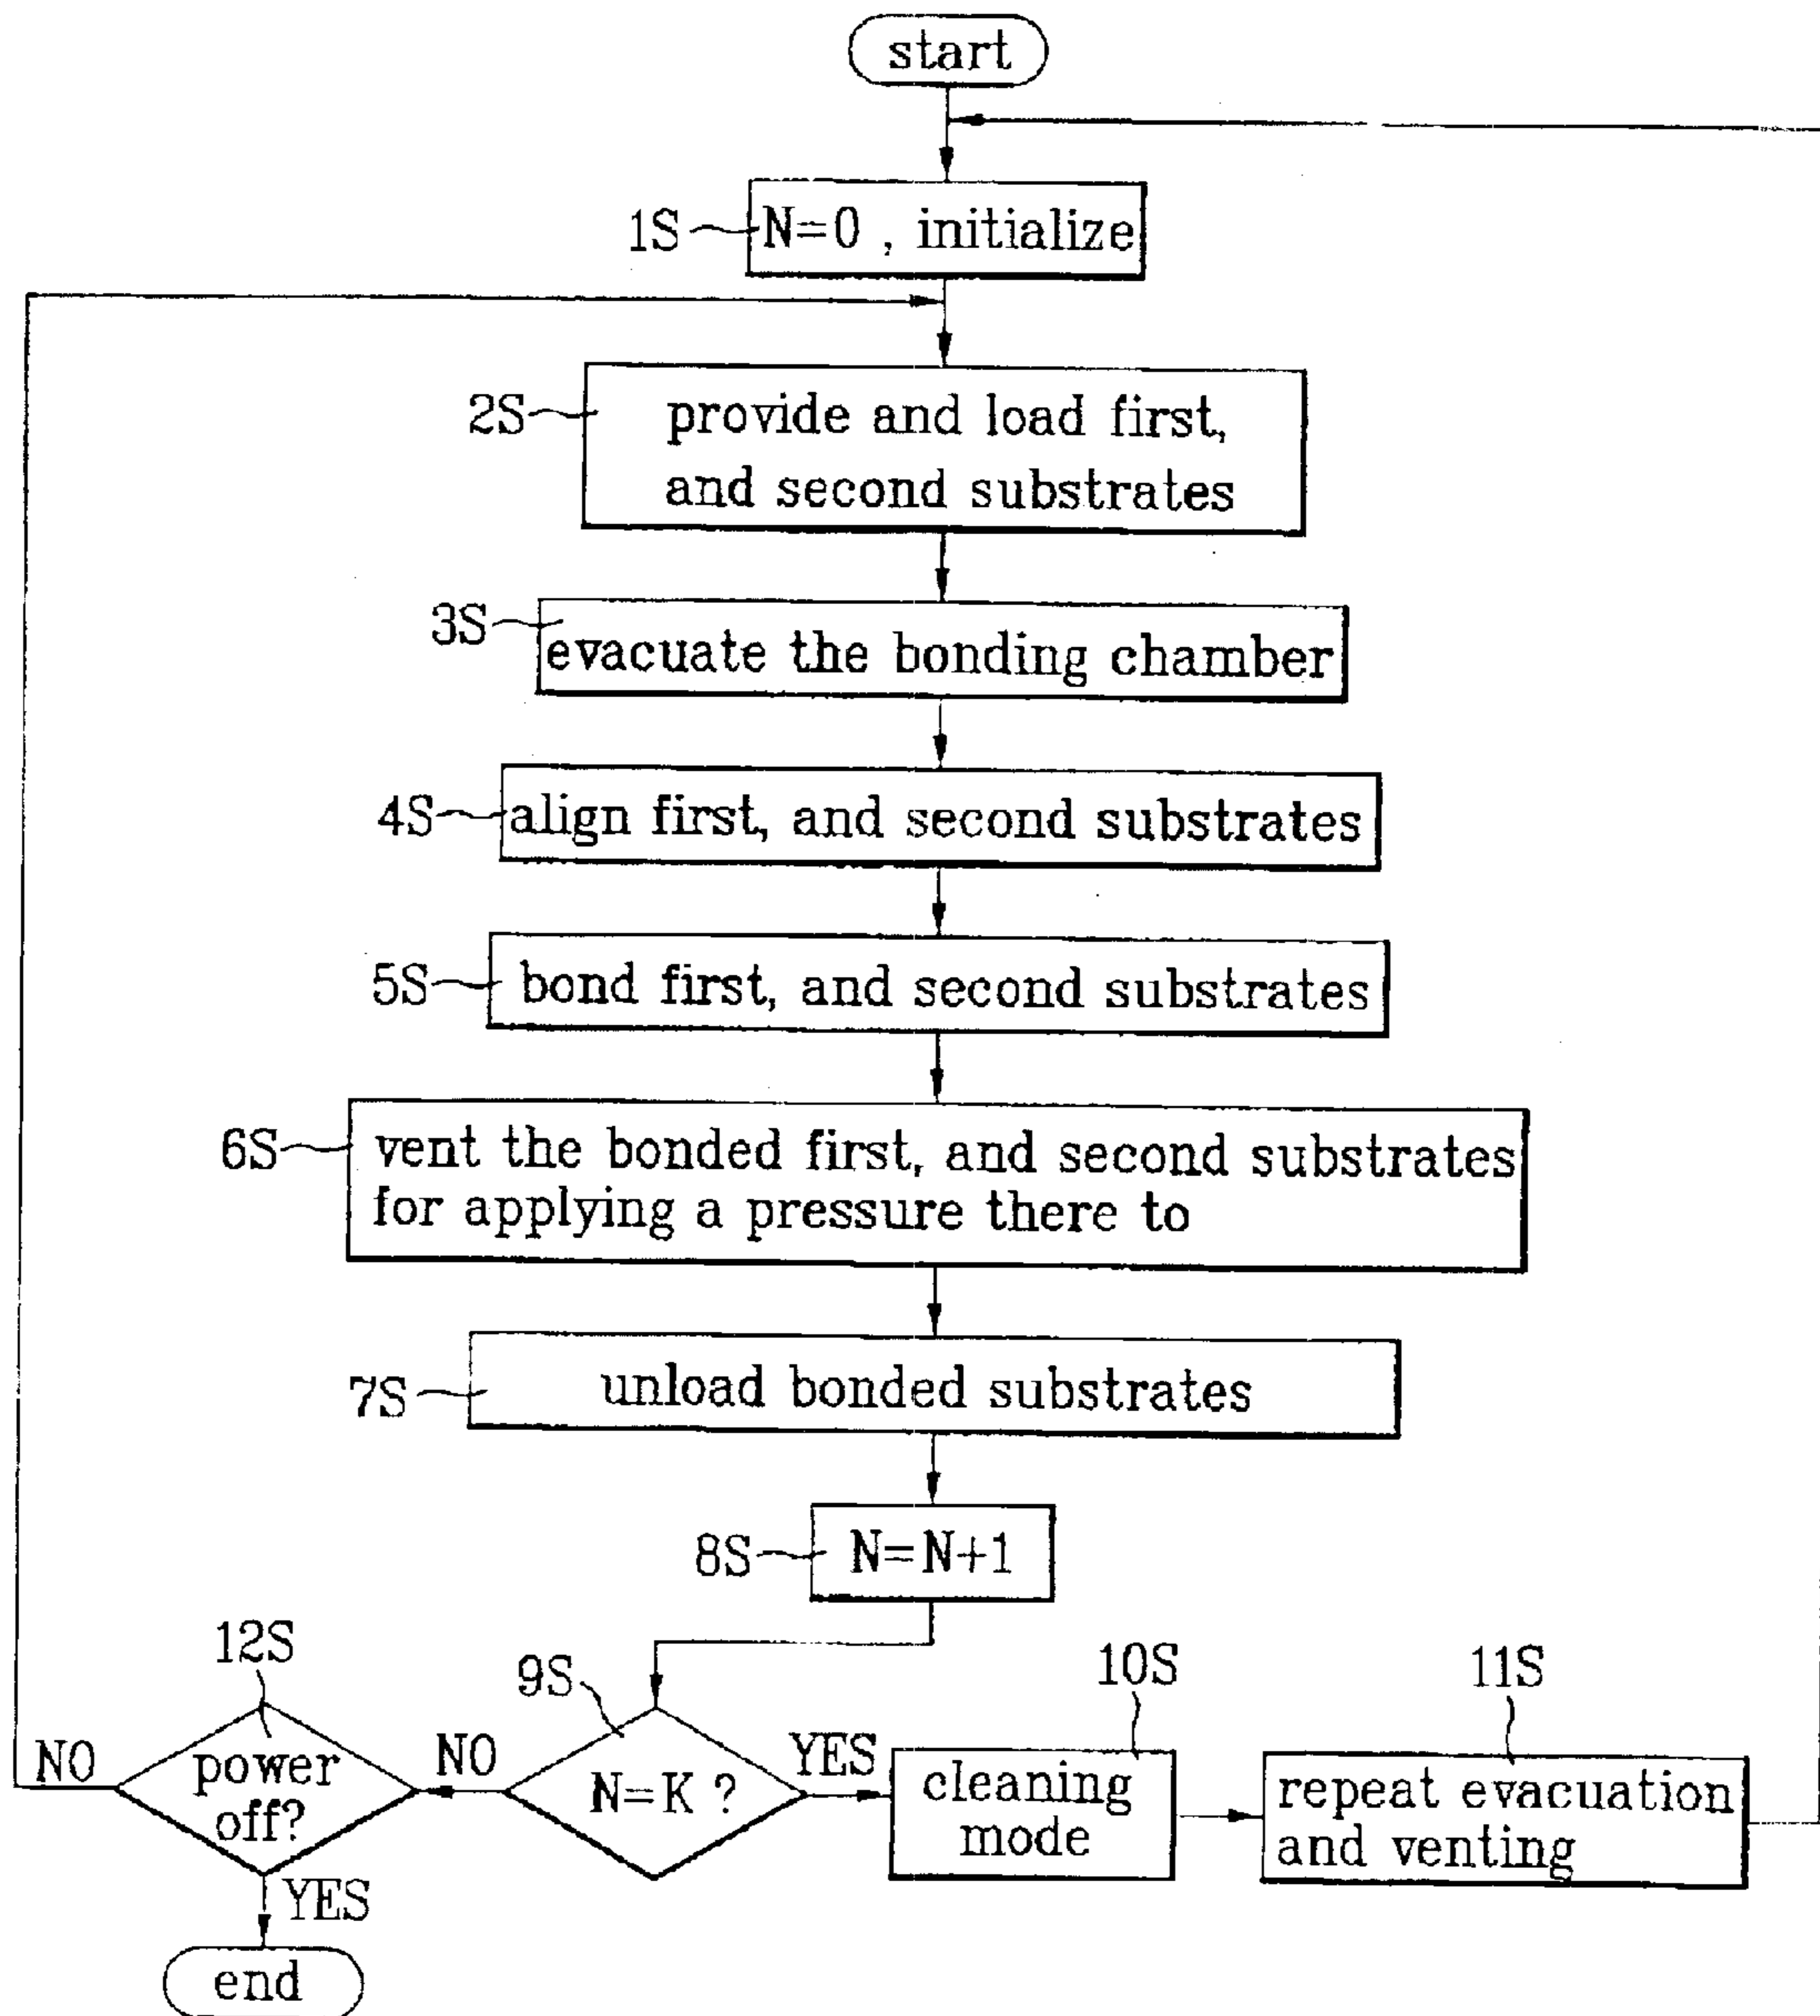 start
1S
N=0 , initialize
2S
provide and load first,
and second substrates
3S
evacuate the bonding chamber
4S
align first, and second substrates
5S
bond first, and second substrates
6S
vent the bonded first, and second substrates
for applying a pressure there to
7S
unload bonded substrates
8S
N=N+1
12S
9S
10S
11S
NO
power
off?
NO
N=K ?
YES
cleaning
mode
repeat evacuation
and venting
YES
end